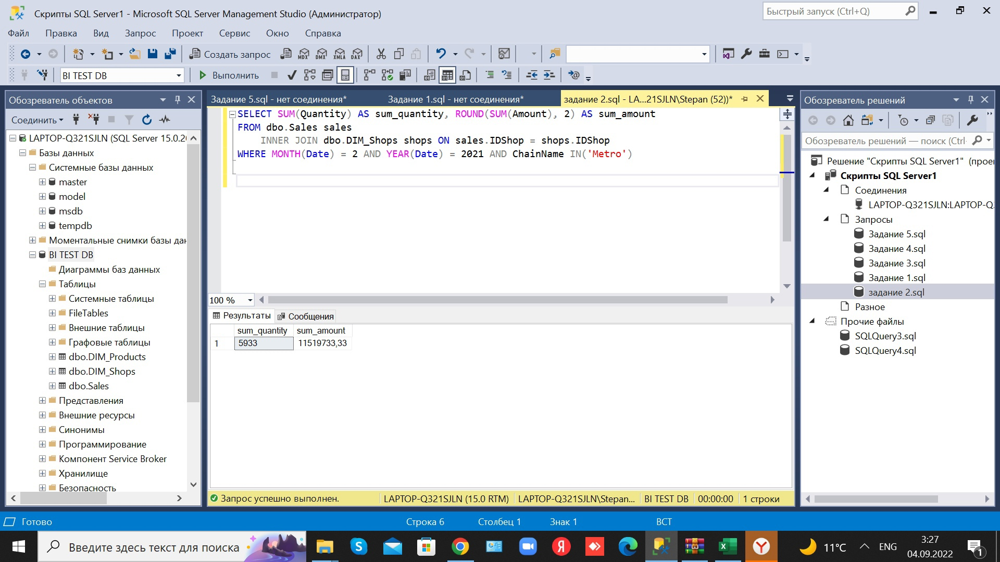 Скрипты SQL Server1 - Microsoft SQL Server Management Studio (Администратор)
Быстрый запуск (Ctrl+Q)
Файл Правка Вид Запрос Проект Сервис Окно Справка
Создать запрос MDX DMX XMLA DAX
BI TEST DB Выполнить
Обозреватель объектов
Соединить
LAPTOP-Q321SJLN (SQL Server 15.0.20
Базы данных
Системные базы данных
master
model
msdb
tempdb
Моментальные снимки базы дан
BI TEST DB
Диаграммы баз данных
Таблицы
Системные таблицы
FileTables
Внешние таблицы
Графовые таблицы
dbo.DIM_Products
dbo.DIM_Shops
dbo.Sales
Представления
Внешние ресурсы
Синонимы
Программирование
Компонент Service Broker
Хранилище
Безопасность
Задание 5.sql - нет соединения* Задание 1.sql - нет соединения* задание 2.sql - LA...21SJLN\Stepan (52))*
SELECT SUM(Quantity) AS sum_quantity, ROUND(SUM(Amount), 2) AS sum_amount
FROM dbo.Sales sales
INNER JOIN dbo.DIM_Shops shops ON sales.IDShop = shops.IDShop
WHERE MONTH(Date) = 2 AND YEAR(Date) = 2021 AND ChainName IN('Metro')
100 %
Результаты Сообщения
sum_quantity sum_amount
1 5933 11519733,33
Запрос успешно выполнен. LAPTOP-Q321SJLN (15.0 RTM) LAPTOP-Q321SJLN\Stepan... BI TEST DB 00:00:00 1 строки
Обозреватель решений
Обозреватель решений — поиск (Ctrl-
Решение "Скрипты SQL Server1" (прое
Скрипты SQL Server1
Соединения
LAPTOP-Q321SJLN:LAPTOP-Q
Запросы
Задание 5.sql
Задание 4.sql
Задание 3.sql
Задание 1.sql
задание 2.sql
Разное
Прочие файлы
SQLQuery3.sql
SQLQuery4.sql
Готово Строка 6 Столбец 1 Знак 1 ВСТ
Введите здесь текст для поиска
11°C ENG
3:27
04.09.2022
1